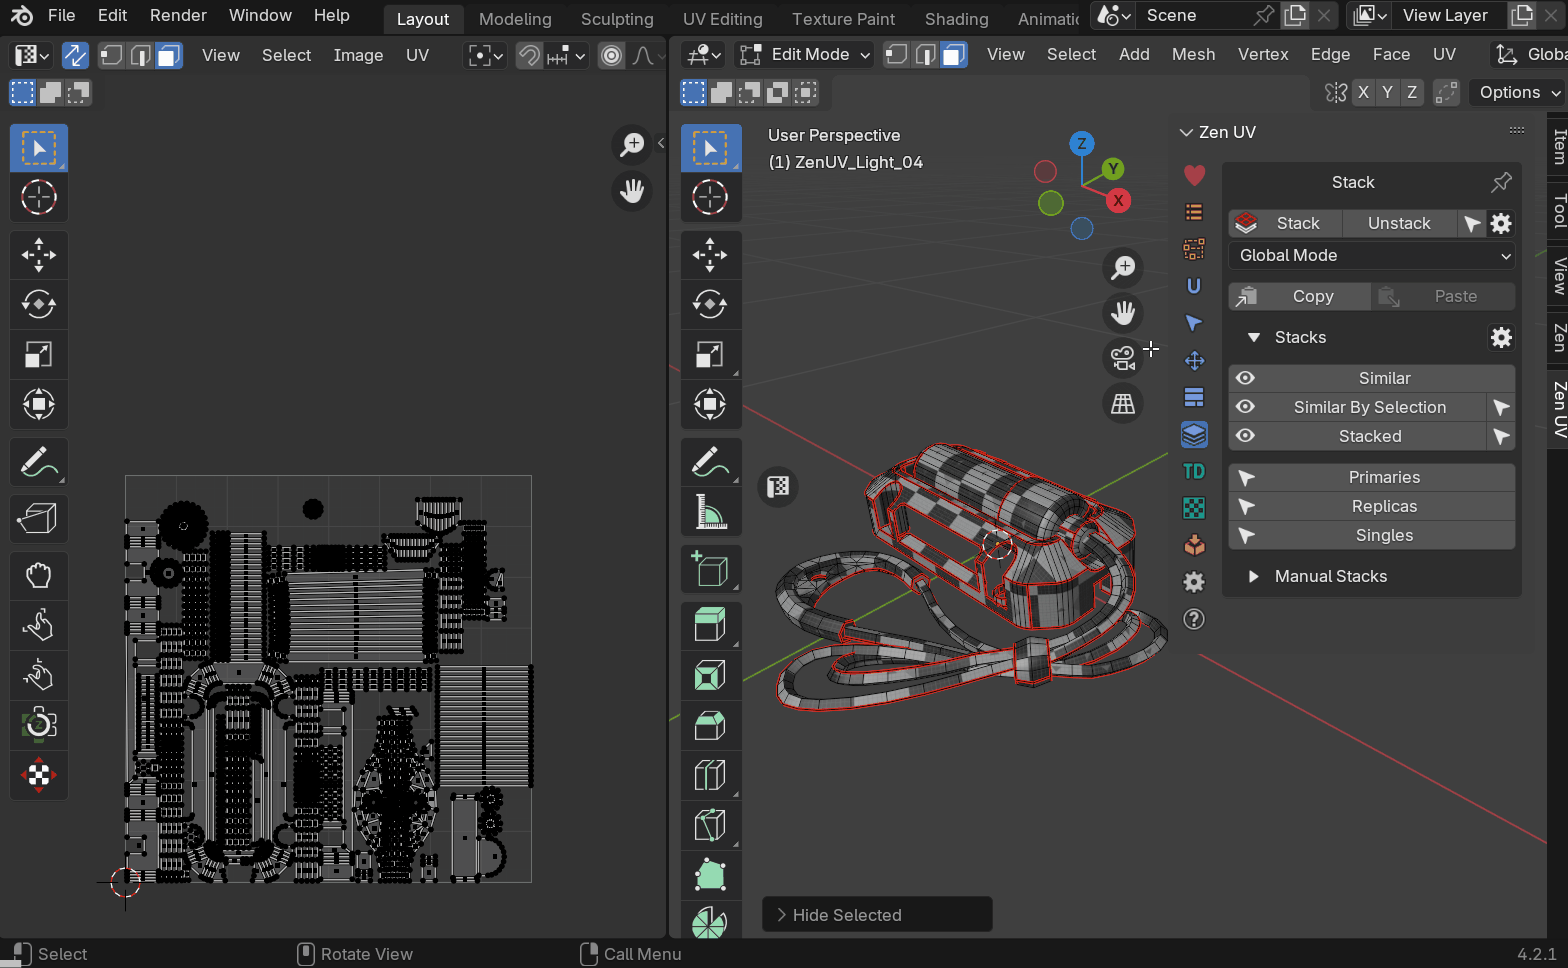 File Edit Render Window Help Layout Modeling Sculpting UV Editing Texture Paint Shading Animatic Scene View Layer
View Select Image UV Edit Mode View Select Add Mesh Vertex Edge Face UV Globa
X Y Z Options
User Perspective
(1) ZenUV_Light_04
Z
Y
X
Zen UV
Stack
Stack Unstack
Global Mode
Copy Paste
Stacks
Similar
Similar By Selection
Stacked
Primaries
Replicas
Singles
Manual Stacks
TD
Item
Tool
View
Zen
Zen UV
Hide Selected
Select Rotate View Call Menu 4.2.1